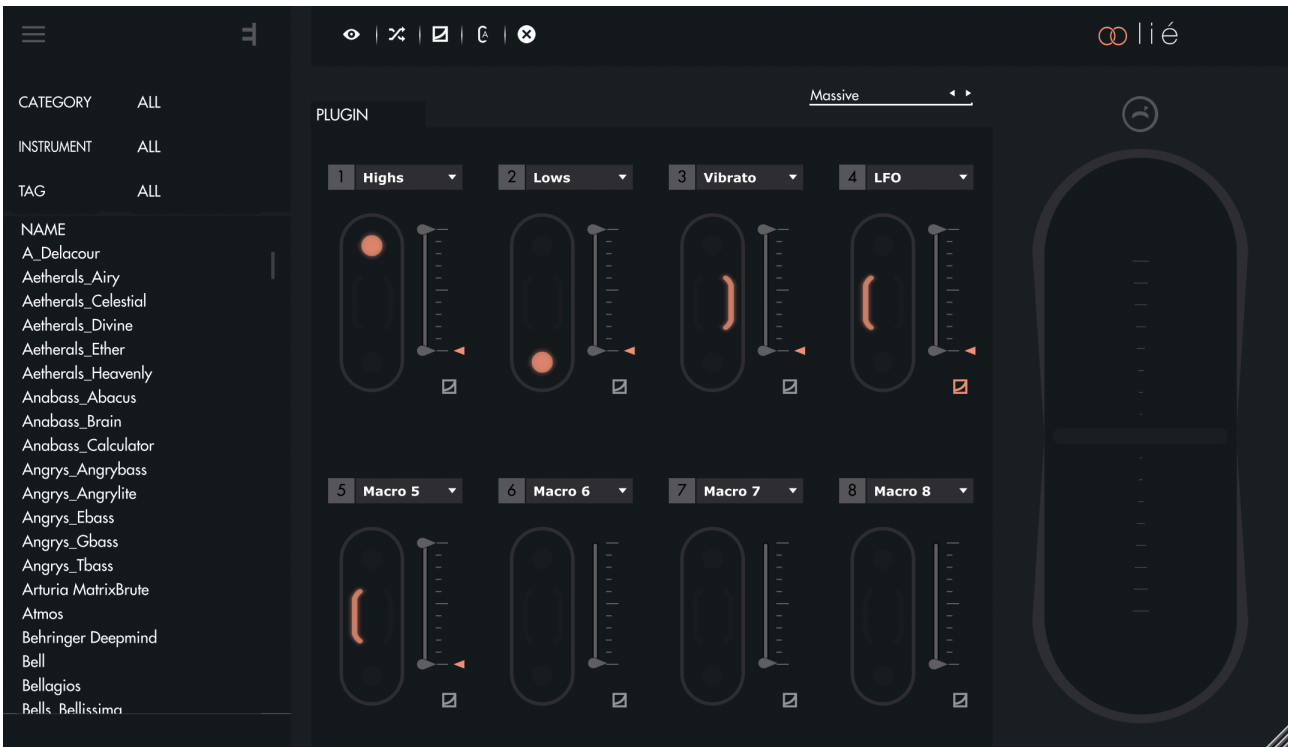 lié
CATEGORY ALL
INSTRUMENT ALL
TAG ALL
NAME
A_Delacour
Aetherals_Airy
Aetherals_Celestial
Aetherals_Divine
Aetherals_Ether
Aetherals_Heavenly
Anabass_Abacus
Anabass_Brain
Anabass_Calculator
Angrys_Angrybass
Angrys_Angrylite
Angrys_Ebass
Angrys_Gbass
Angrys_Tbass
Arturia MatrixBrute
Atmos
Behringer Deepmind
Bell
Bellagios
Bells_Bellissima
Massive
PLUGIN
1 Highs
2 Lows
3 Vibrato
4 LFO
5 Macro 5
6 Macro 6
7 Macro 7
8 Macro 8